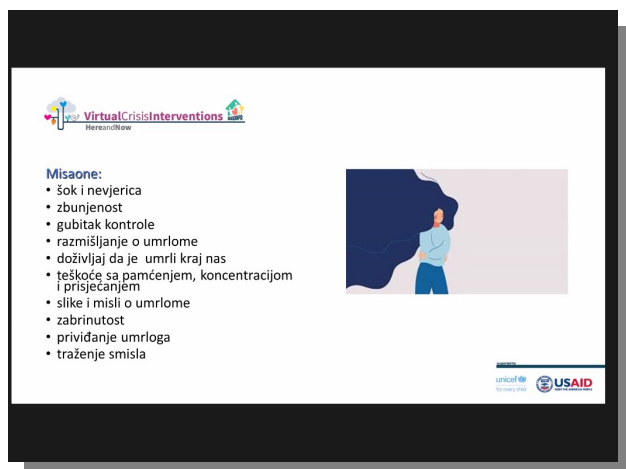 VirtualCrisisInterventions
HereandNow
Misaone:
• šok i nevjerica
• zbunjenost
• gubitak kontrole
• razmišljanje o umrlome
• doživljaj da je  umrli kraj nas
• teškoće sa pamćenjem, koncentracijom
i prisjećanjem
• slike i misli o umrlome
• zabrinutost
• priviđanje umrloga
• traženje smisla
unicef
for every child
USAID